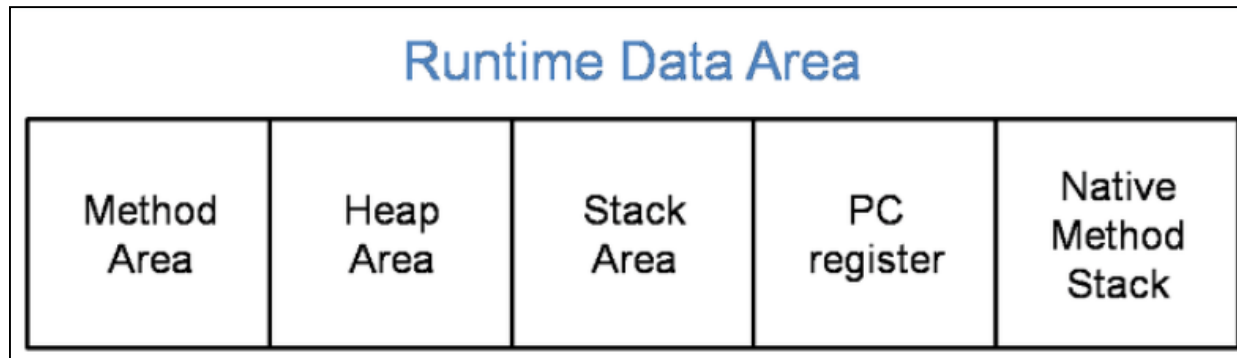 Runtime Data Area
Method
Area
Heap
Area
Stack
Area
PC
register
Native
Method
Stack